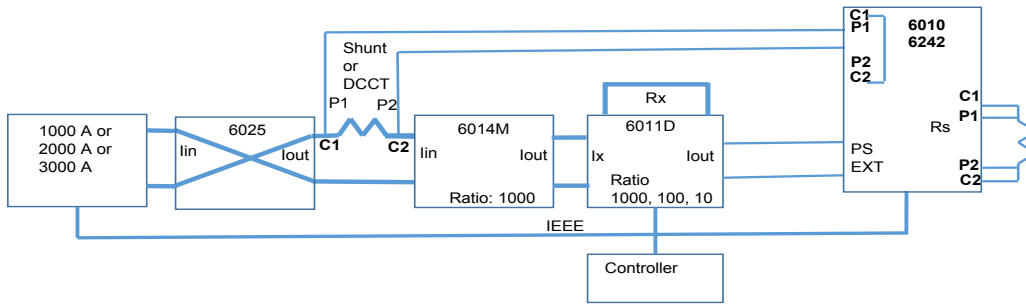 1000 A or
2000 A or
3000 A
6025
Iin
Iout
Shunt
or
DCCT
P1
P2
C1
C2
6014M
Iin
Iout
Ratio: 1000
Rx
6011D
Ix
Iout
Ratio
1000, 100, 10
C1
P1
6010
6242
P2
C2
PS
EXT
Rs
C1
P1
P2
C2
IEEE
Controller